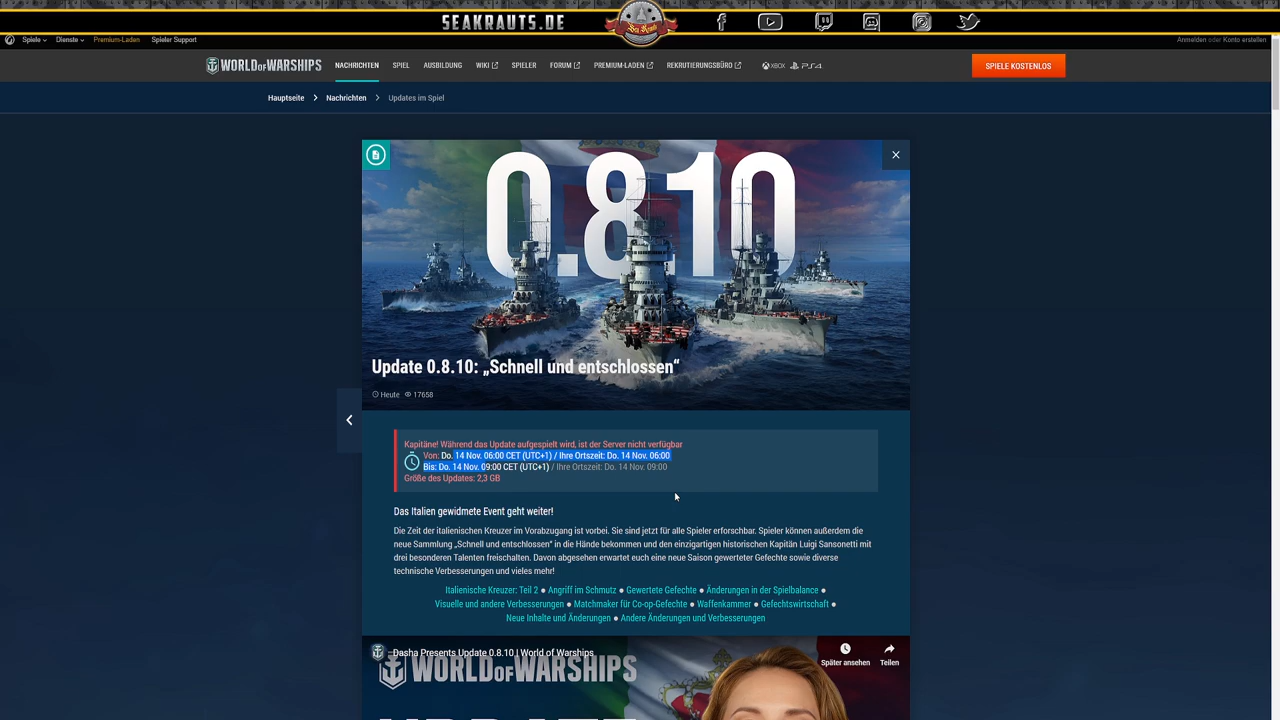 SEAKRAUTS.DE
Sea Krauts
Spiele Dienste Premium-Laden Spieler Support
Anmelden oder Konto erstellen
WORLD OF WARSHIPS NACHRICHTEN SPIEL AUSBILDUNG WIKI SPIELER FORUM PREMIUM-LADEN REKRUTIERUNGSBÜRO XBOX PS4 SPIELE KOSTENLOS
Hauptseite Nachrichten Updates im Spiel
0.8.10
Update 0.8.10: „Schnell und entschlossen“
Heute 17658
Kapitäne! Während das Update aufgespielt wird, ist der Server nicht verfügbar
Von: Do. 14 Nov. 06:00 CET (UTC+1) / Ihre Ortszeit: Do. 14 Nov. 06:00
Bis: Do. 14 Nov. 09:00 CET (UTC+1) / Ihre Ortszeit: Do. 14 Nov. 09:00
Größe des Updates: 2,3 GB
Das Italien gewidmete Event geht weiter!
Die Zeit der italienischen Kreuzer im Vorabzugang ist vorbei. Sie sind jetzt für alle Spieler erforschbar. Spieler können außerdem die
neue Sammlung „Schnell und entschlossen“ in die Hände bekommen und den einzigartigen historischen Kapitän Luigi Sansonetti mit
drei besonderen Talenten freischalten. Davon abgesehen erwartet euch eine neue Saison gewerteter Gefechte sowie diverse
technische Verbesserungen und vieles mehr!
Italienische Kreuzer: Teil 2 ● Angriff im Schmutz ● Gewertete Gefechte ● Änderungen in der Spielbalance ●
Visuelle und andere Verbesserungen ● Matchmaker für Co-op-Gefechte ● Waffenkammer ● Gefechtswirtschaft ●
Neue Inhalte und Änderungen ● Andere Änderungen und Verbesserungen
Dasha Presents Update 0.8.10 | World of Warships
Später ansehen Teilen
WORLD OF WARSHIPS